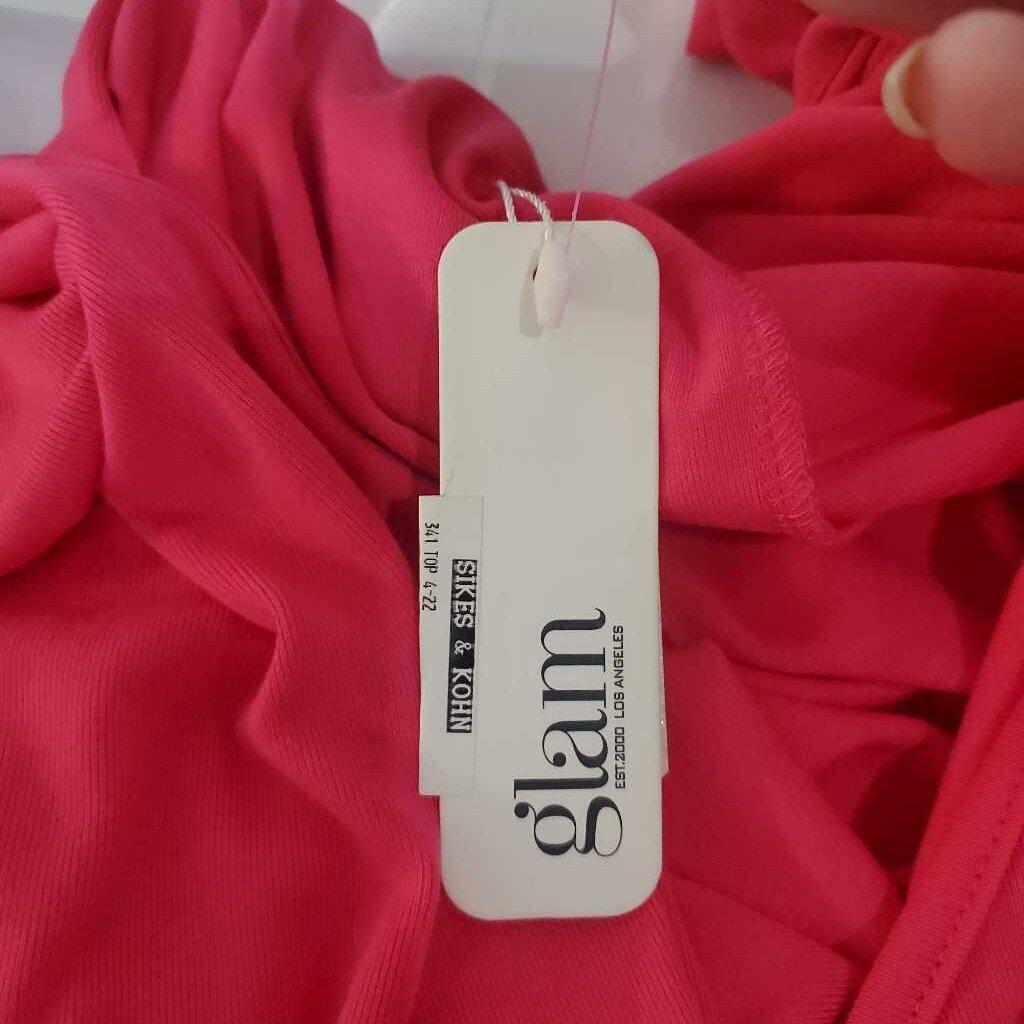 341 TOP 4-22
SIKES & KOHN
glam
EST.2000 LOS ANGELES